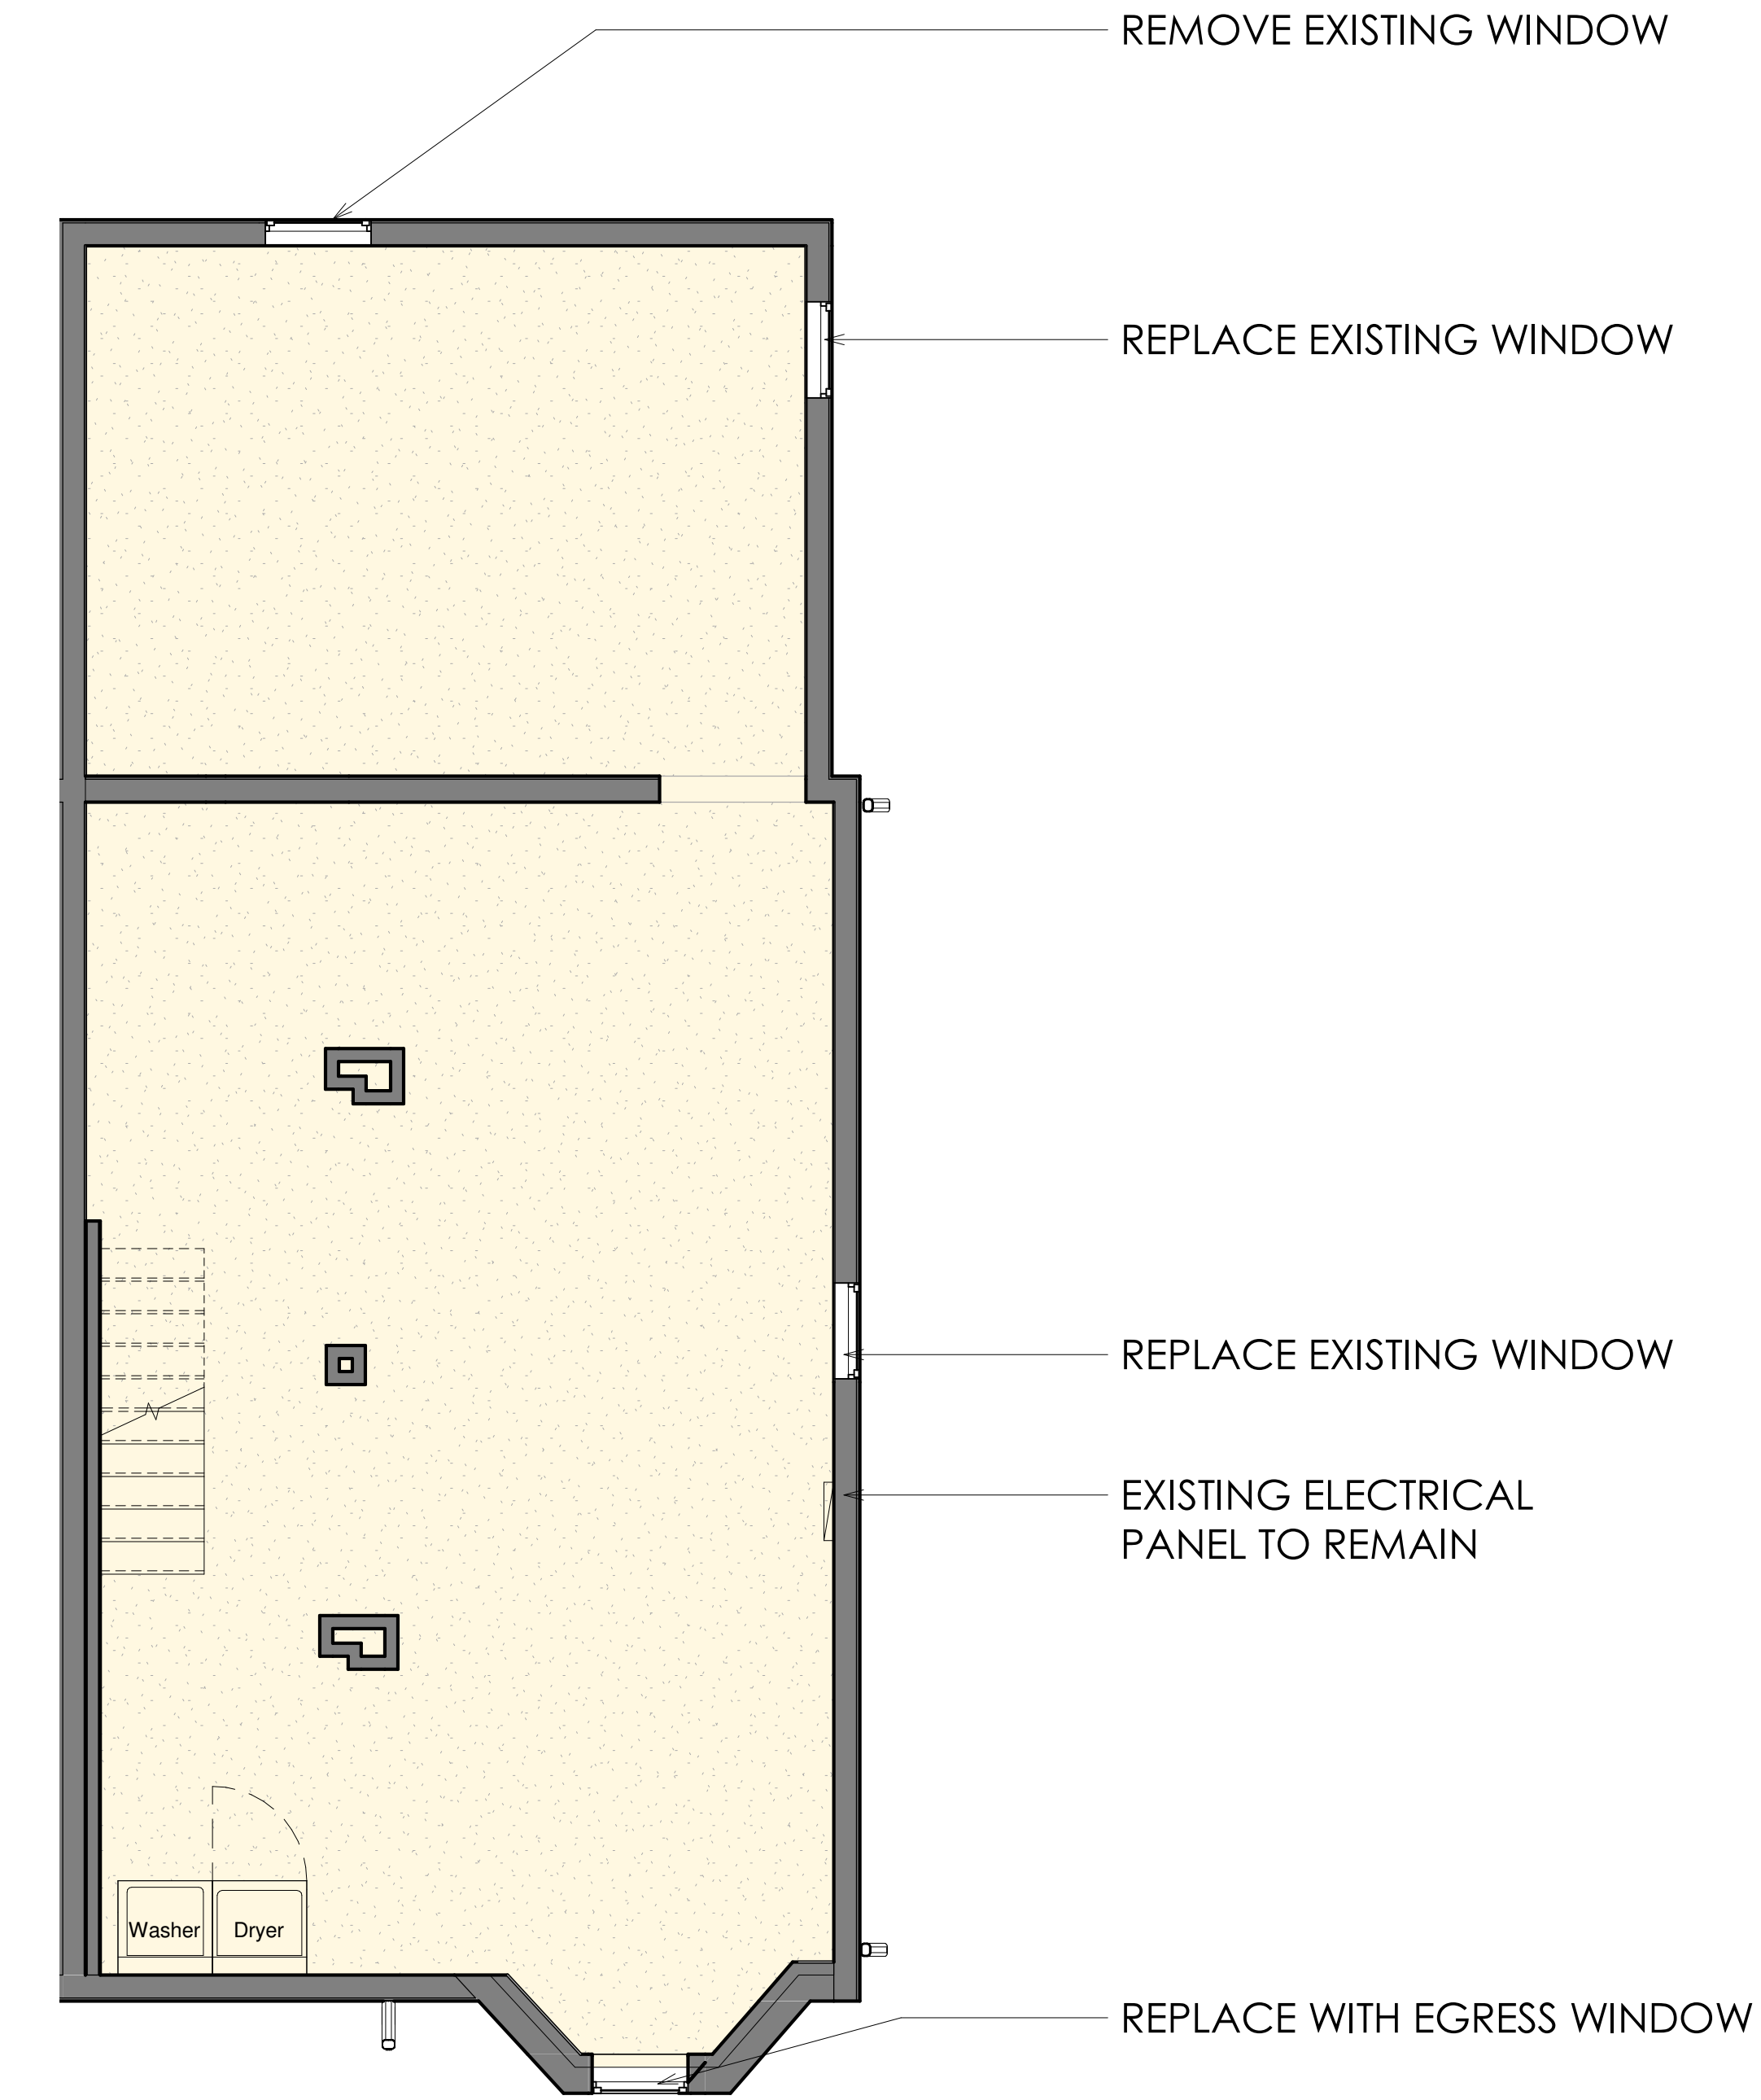 REMOVE EXISTING WINDOW
REPLACE EXISTING WINDOW
REPLACE EXISTING WINDOW
EXISTING ELECTRICAL
PANEL TO REMAIN
Washer Dryer
REPLACE WITH EGRESS WINDOW